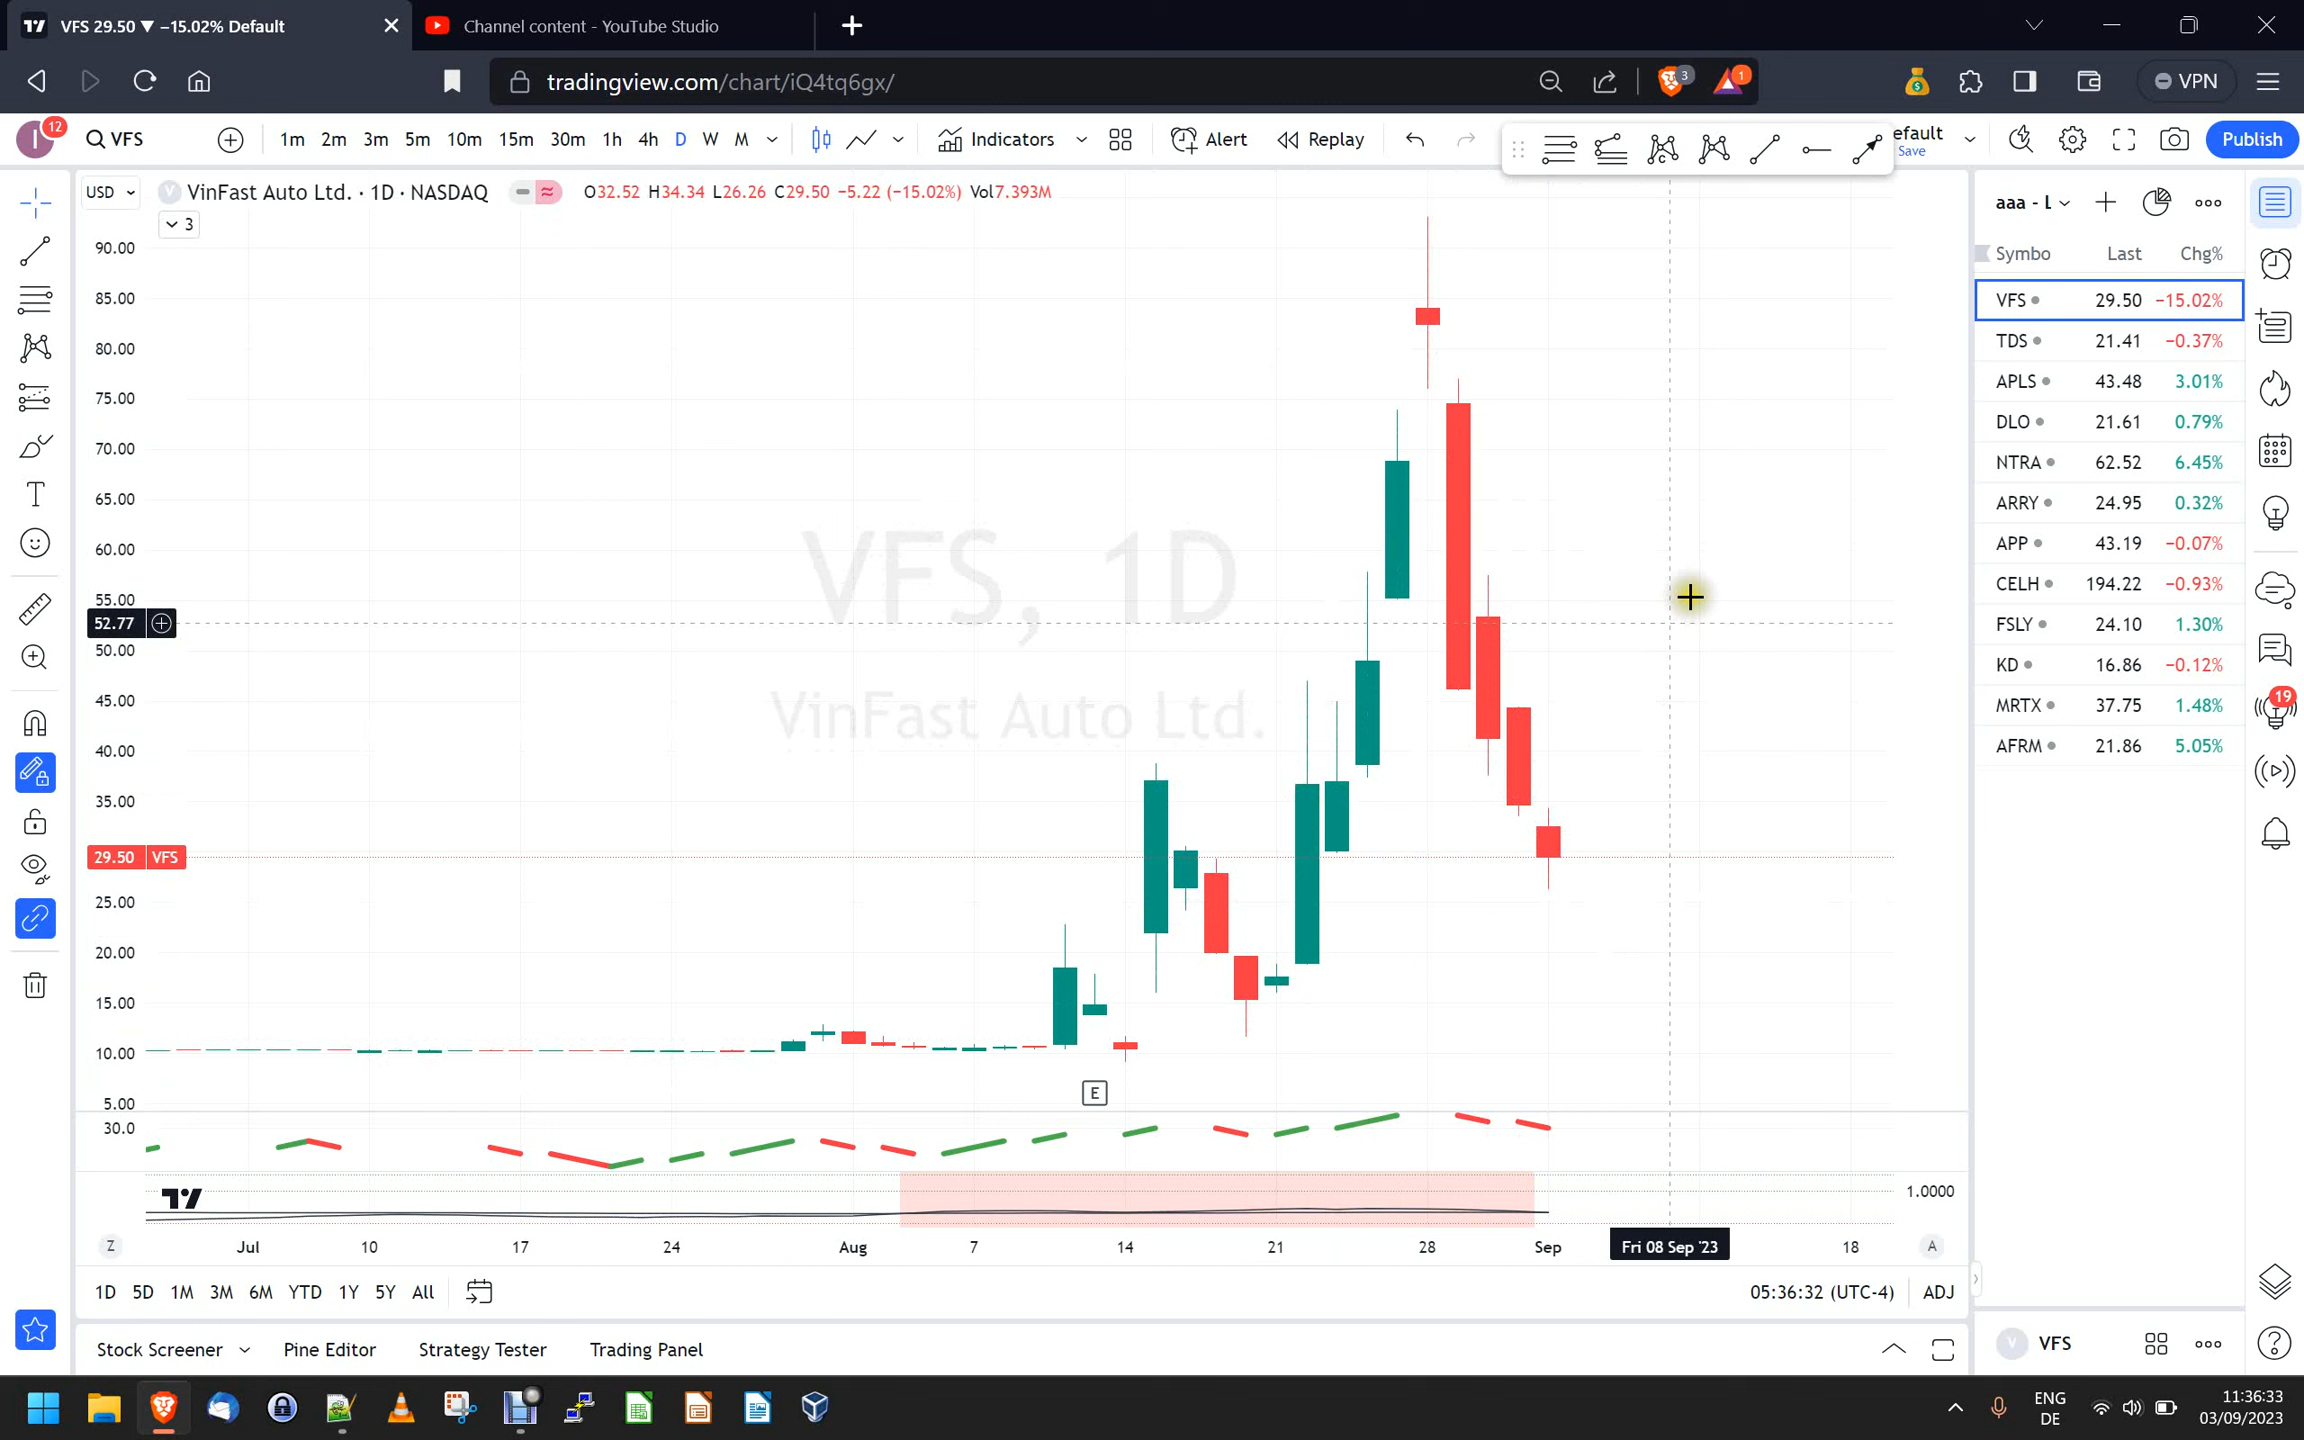 VFS 29.50 ▼ −15.02% Default
Channel content - YouTube Studio
tradingview.com/chart/iQ4tq6gx/
3
1
VPN
I
12
VFS
1m 2m 3m 5m 10m 15m 30m 1h 4h D W M
Indicators
Alert
Replay
efault
Save
Publish
USD
V
VinFast Auto Ltd. · 1D · NASDAQ
O32.52 H34.34 L26.26 C29.50 −5.22 (−15.02%) Vol7.393M
3
90.00
85.00
80.00
75.00
70.00
65.00
60.00
55.00
52.77
50.00
45.00
40.00
35.00
29.50 VFS
25.00
20.00
15.00
10.00
5.00
30.0
VFS, 1D
VinFast Auto Ltd.
E
1.0000
Z
Jul 10 17 24 Aug 7 14 21 28 Sep Fri 08 Sep '23 18
A
1D 5D 1M 3M 6M YTD 1Y 5Y All
05:36:32 (UTC-4) ADJ
Stock Screener Pine Editor Strategy Tester Trading Panel
aaa - L
Symbo Last Chg%
VFS 29.50 −15.02%
TDS 21.41 −0.37%
APLS 43.48 3.01%
DLO 21.61 0.79%
NTRA 62.52 6.45%
ARRY 24.95 0.32%
APP 43.19 −0.07%
CELH 194.22 −0.93%
FSLY 24.10 1.30%
KD 16.86 −0.12%
MRTX 37.75 1.48%
AFRM 21.86 5.05%
19
V
VFS
ENG
DE
11:36:33
03/09/2023